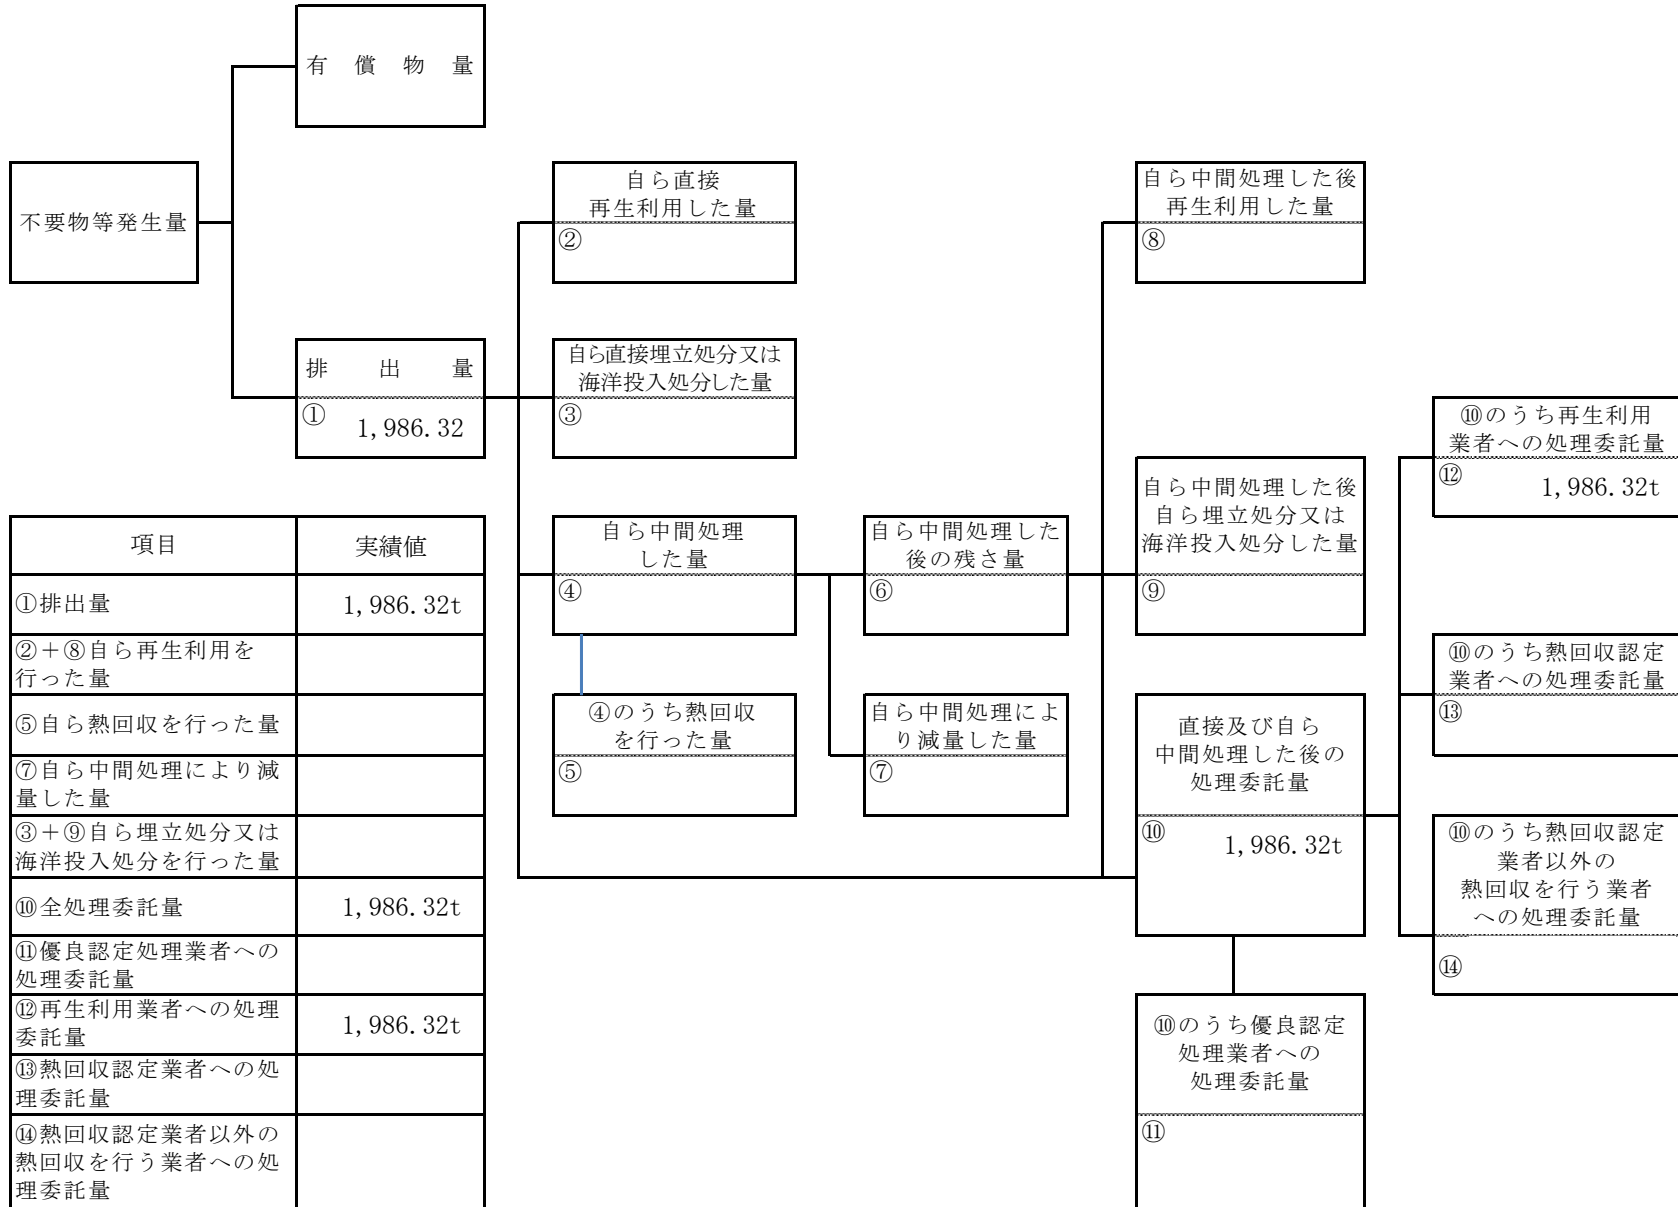 有償物量
不要物等発生量
排出量
①
1,986.32
自ら直接
再生利用した量
②
自ら直接埋立処分又は
海洋投入処分した量
③
自ら中間処理
した量
④
④のうち熱回収
を行った量
⑤
自ら中間処理した
後の残さ量
⑥
自ら中間処理によ
り減量した量
⑦
自ら中間処理した後
再生利用した量
⑧
自ら中間処理した後
自ら埋立処分又は
海洋投入処分した量
⑨
直接及び自ら
中間処理した後の
処理委託量
⑩
1,986.32t
⑩のうち優良認定
処理業者への
処理委託量
⑪
⑩のうち再生利用
業者への処理委託量
⑫
1,986.32t
⑩のうち熱回収認定
業者への処理委託量
⑬
⑩のうち熱回収認定
業者以外の
熱回収を行う業者
への処理委託量
⑭
項目 実績値
①排出量 1,986.32t
②+⑧自ら再生利用を
行った量
⑤自ら熱回収を行った量
⑦自ら中間処理により減
量した量
③+⑨自ら埋立処分又は
海洋投入処分を行った量
⑩全処理委託量 1,986.32t
⑪優良認定処理業者への
処理委託量
⑫再生利用業者への処理
委託量 1,986.32t
⑬熱回収認定業者への処
理委託量
⑭熱回収認定業者以外の
熱回収を行う業者への処
理委託量